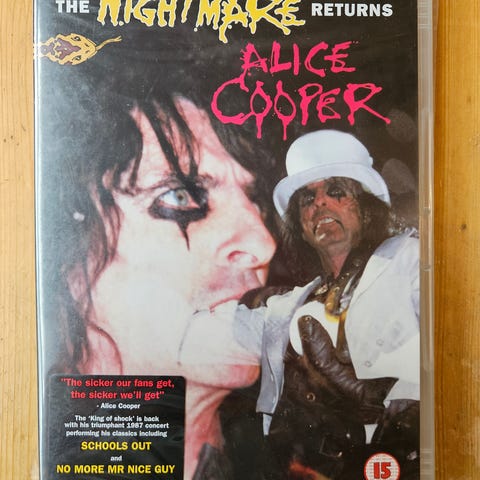 THE NIGHTMARE RETURNS
ALICE
COOPER
"The sicker our fans get,
the sicker we'll get"
- Alice Cooper
The 'King of shock' is back
with his triumphant 1987 concert
performing his classics including
SCHOOLS OUT
and
NO MORE MR NICE GUY
15